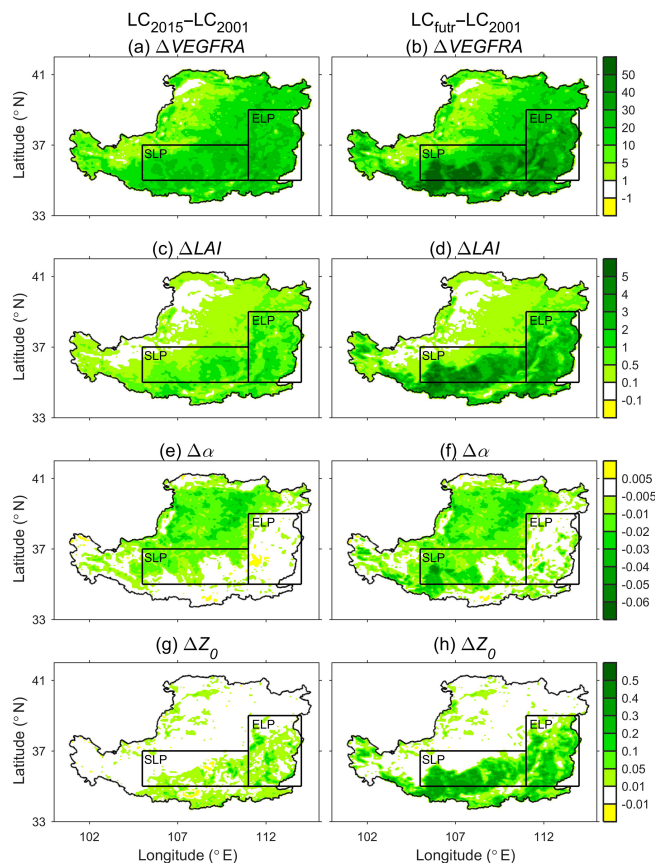 LC2015–LC2001
LCfutr–LC2001
(a) ΔVEGFRA
(b) ΔVEGFRA
41
37
33
Latitude (° N)
SLP
ELP
SLP
ELP
50
40
30
20
10
5
1
-1
(c) ΔLAI
(d) ΔLAI
41
37
33
Latitude (° N)
SLP
ELP
SLP
ELP
5
4
3
2
1
0.5
0.1
-0.1
(e) Δα
(f) Δα
41
37
33
Latitude (° N)
SLP
ELP
SLP
ELP
0.005
-0.005
-0.01
-0.02
-0.03
-0.04
-0.05
-0.06
(g) ΔZ0
(h) ΔZ0
41
37
33
Latitude (° N)
SLP
ELP
SLP
ELP
0.5
0.4
0.3
0.2
0.1
0.05
0.01
-0.01
102
107
112
102
107
112
Longitude (° E)
Longitude (° E)